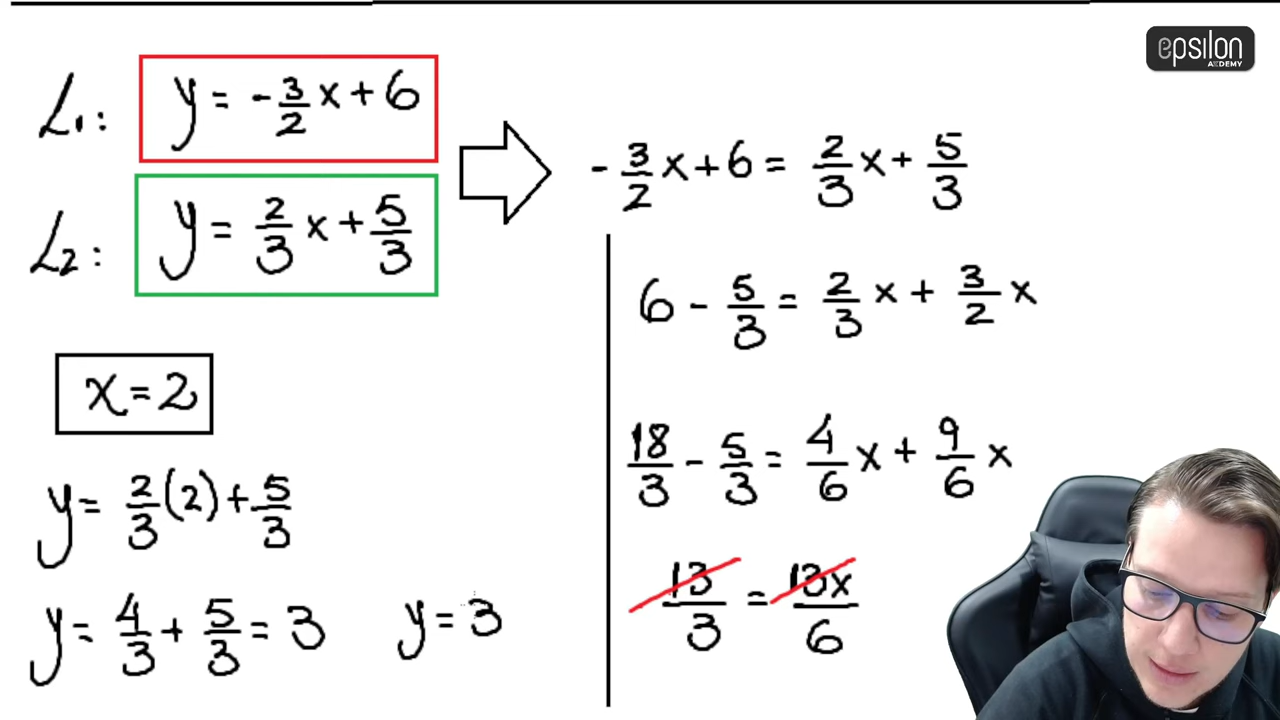 epsilon
AXDEMY
L₁: y = -3/2 x + 6
L₂: y = 2/3 x + 5/3
x = 2
y = 2/3 (2) + 5/3
y = 4/3 + 5/3 = 3
y = 3
-3/2 x + 6 = 2/3 x + 5/3
6 - 5/3 = 2/3 x + 3/2 x
18/3 - 5/3 = 4/6 x + 9/6 x
13/3 = 13x/6